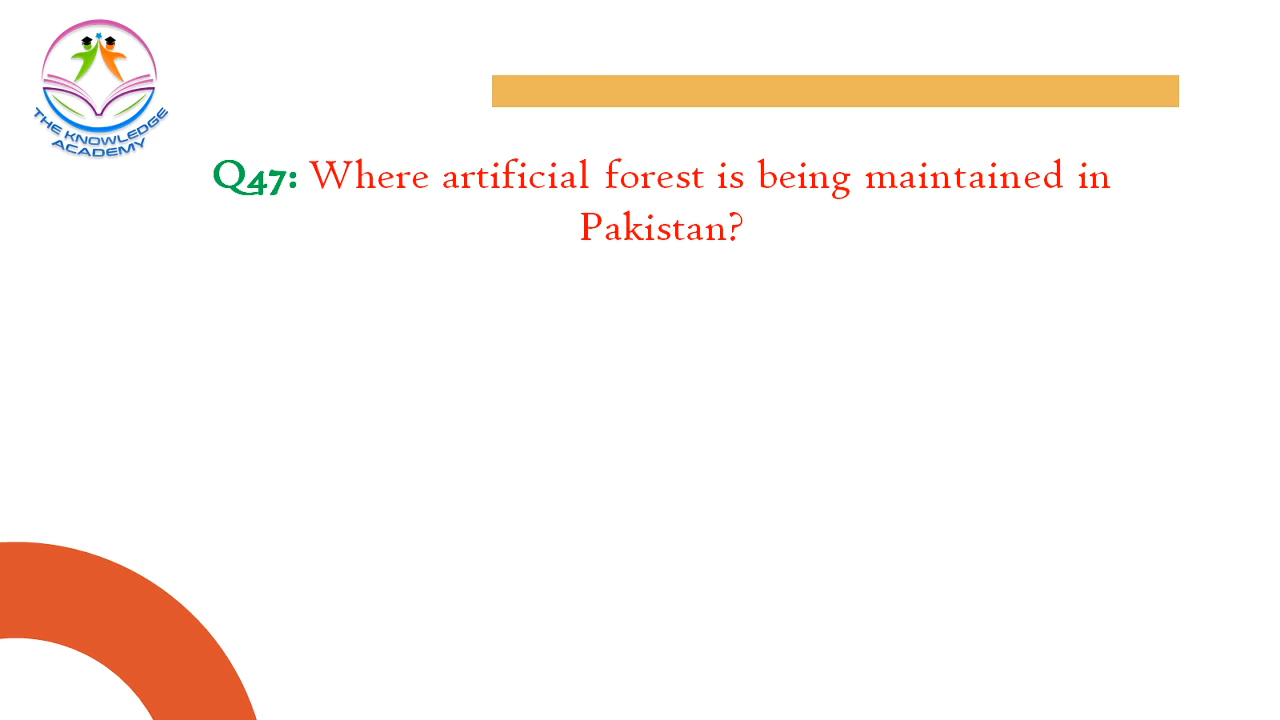 THE KNOWLEDGE
ACADEMY
Q47: Where artificial forest is being maintained in
Pakistan?